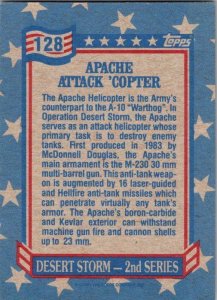 128
topps
APACHE
ATTACK 'COPTER
The Apache Helicopter is the Army's
counterpart to the A-10 "Warthog". In
Operation Desert Storm, the Apache
serves as an attack helicopter whose
primary task is to destroy enemy
tanks. First produced in 1983 by
McDonnell Douglas, the Apache's
main armament is the M-230 30 mm
multi-barrel gun. This anti-tank weap-
on is augmented by 16 laser-guided
and Hellfire anti-tank missiles which
can penetrate virtually any tank's
armor. The Apache's boron-carbide
and Kevlar exterior can withstand
machine gun fire and cannon shells
up to 23 mm.
DESERT STORM — 2nd SERIES